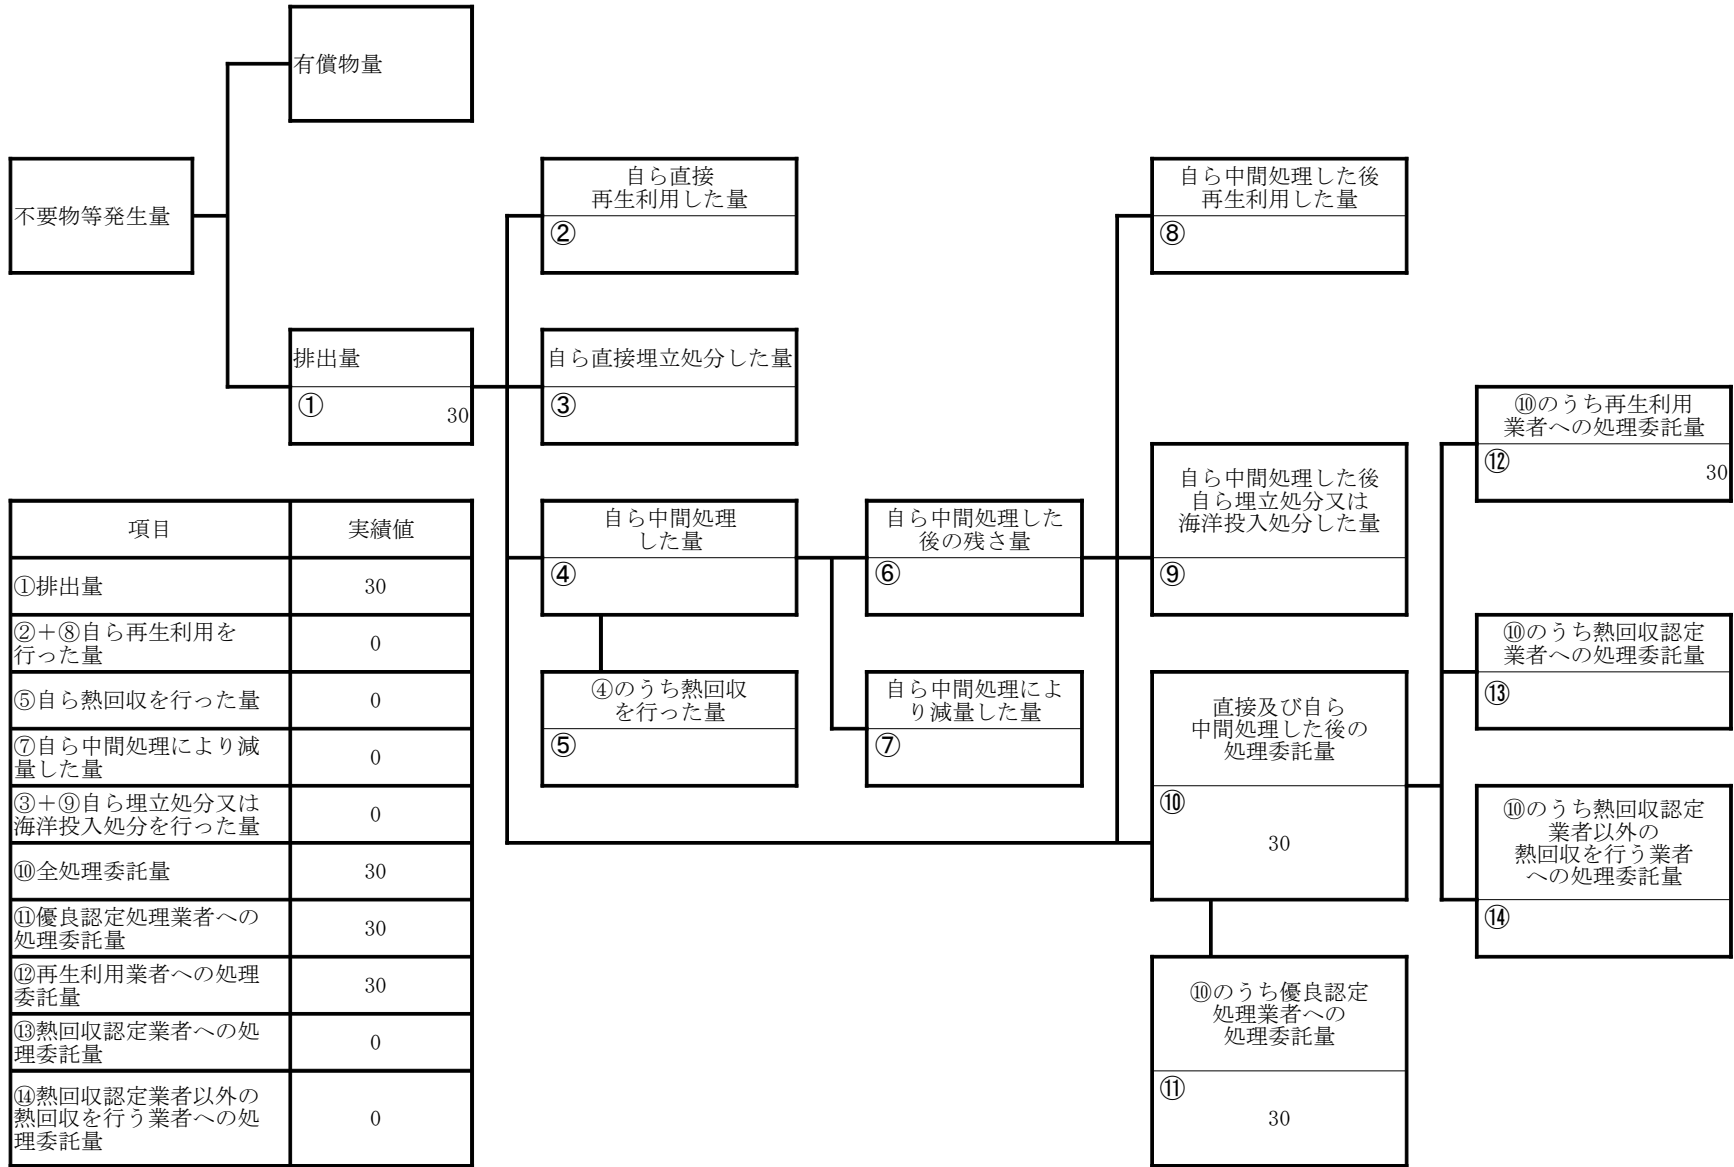 有償物量
不要物等発生量
自ら直接
再生利用した量
②
自ら中間処理した後
再生利用した量
⑧
排出量
①
30
自ら直接埋立処分した量
③
⑩のうち再生利用
業者への処理委託量
⑫
30
自ら中間処理
した量
④
自ら中間処理した
後の残さ量
⑥
自ら中間処理した後
自ら埋立処分又は
海洋投入処分した量
⑨
④のうち熱回収
を行った量
⑤
自ら中間処理によ
り減量した量
⑦
直接及び自ら
中間処理した後の
処理委託量
⑩
30
⑩のうち熱回収認定
業者への処理委託量
⑬
⑩のうち熱回収認定
業者以外の
熱回収を行う業者
への処理委託量
⑭
⑩のうち優良認定
処理業者への
処理委託量
⑪
30
項目
実績値
①排出量
30
②+⑧自ら再生利用を
行った量
0
⑤自ら熱回収を行った量
0
⑦自ら中間処理により減
量した量
0
③+⑨自ら埋立処分又は
海洋投入処分を行った量
0
⑩全処理委託量
30
⑪優良認定処理業者への
処理委託量
30
⑫再生利用業者への処理
委託量
30
⑬熱回収認定業者への処
理委託量
0
⑭熱回収認定業者以外の
熱回収を行う業者への処
理委託量
0